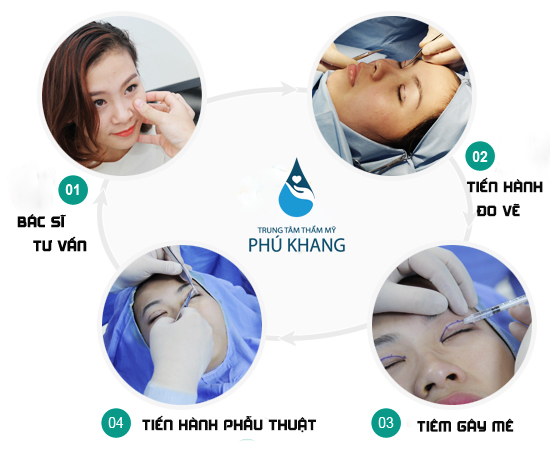 01
BÁC SĨ
TƯ VẤN
02
TIẾN HÀNH
ĐO VẼ
TRUNG TÂM THẨM MỸ
PHÚ KHANG
03
TIÊM GÂY MÊ
04
TIẾN HÀNH PHẪU THUẬT